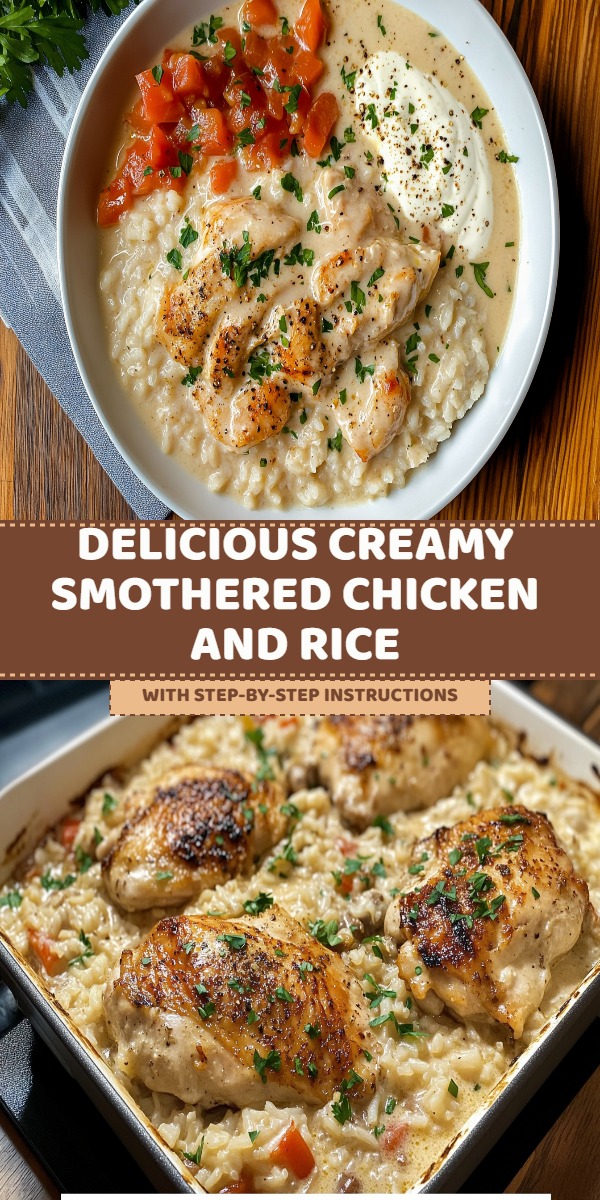 DELICIOUS CREAMY
SMOTHERED CHICKEN
AND RICE
WITH STEP-BY-STEP INSTRUCTIONS